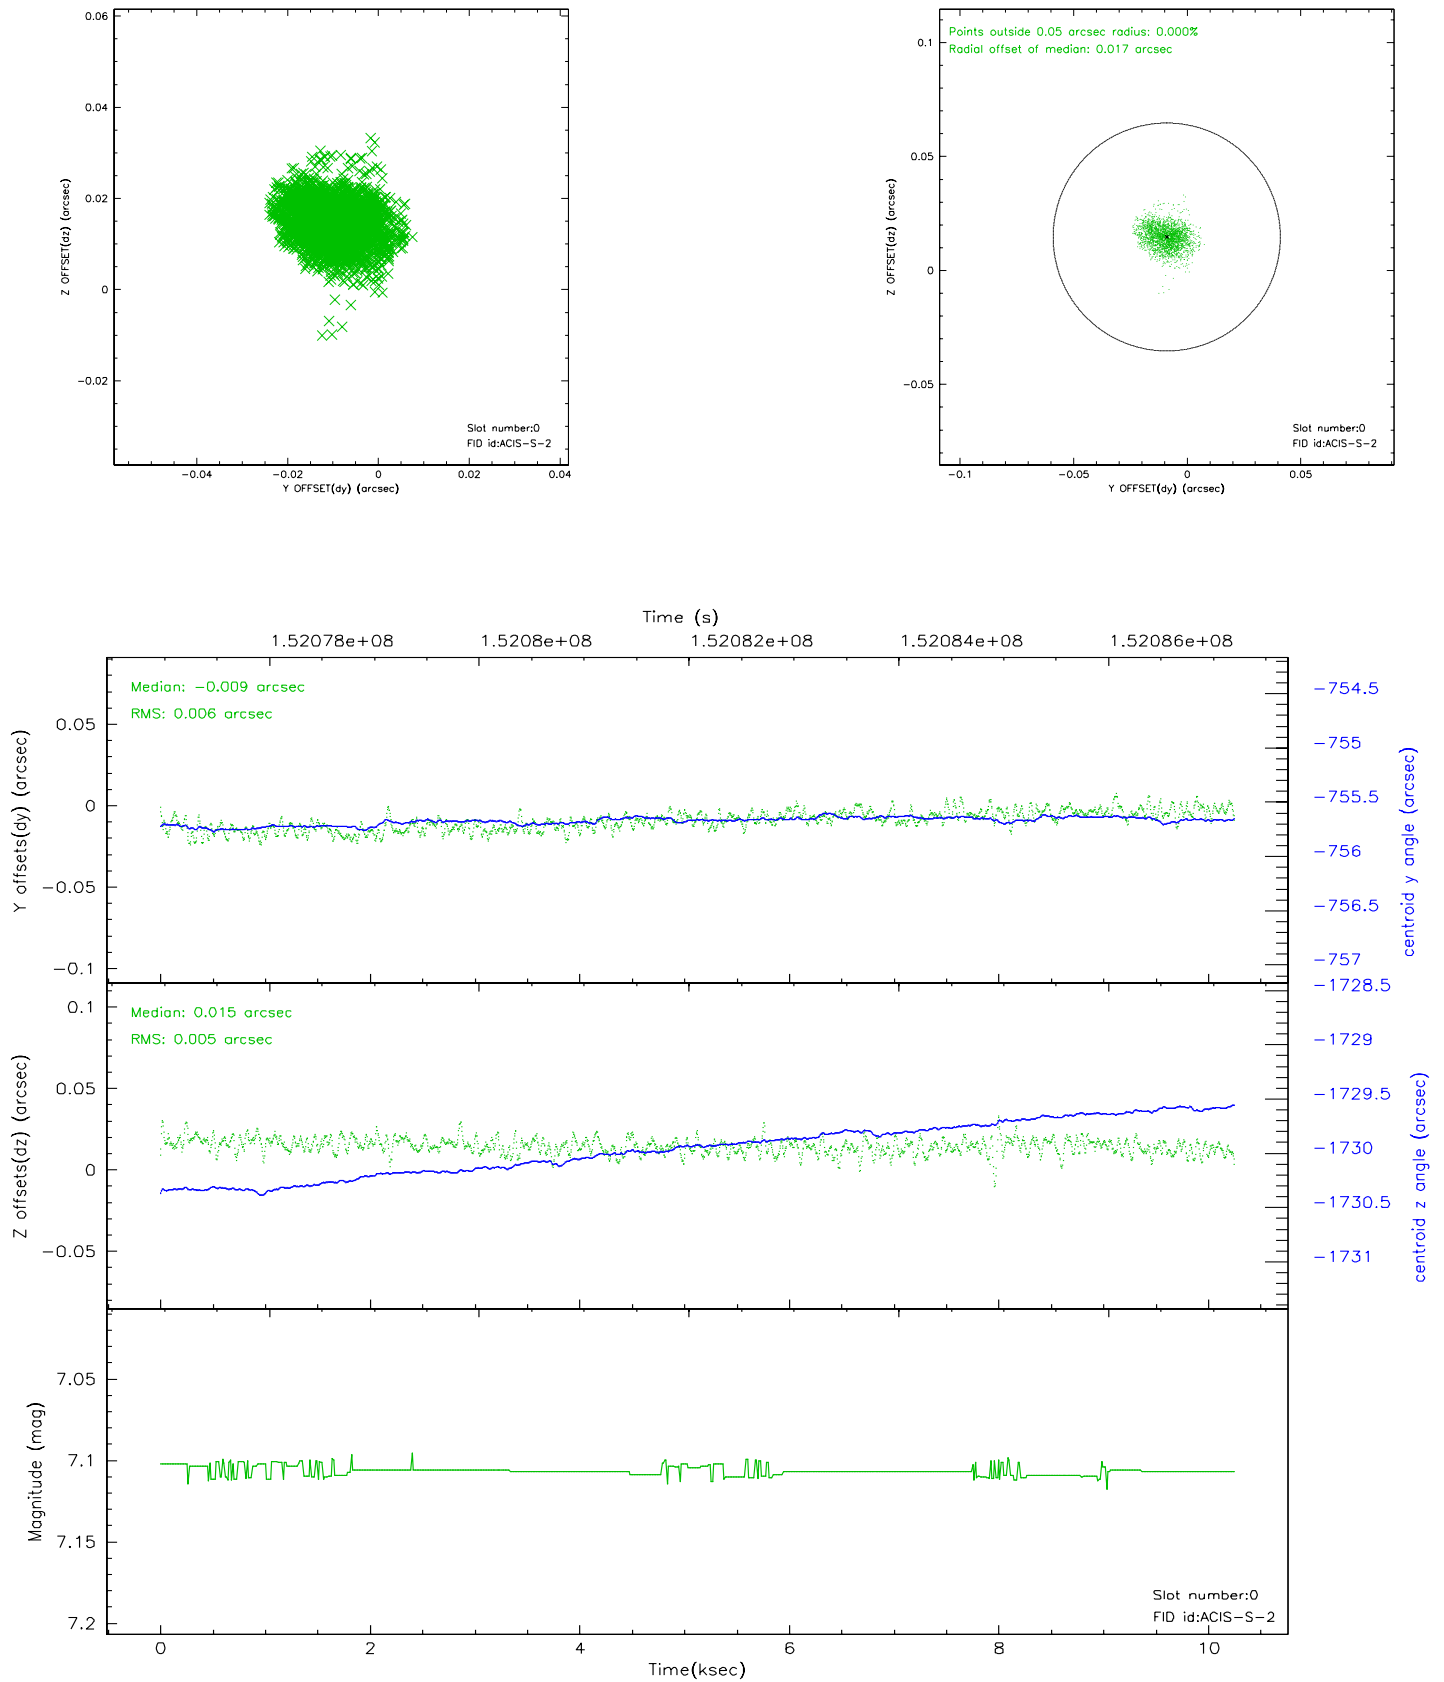 0.06
0.04
0.02
0
−0.02
Z OFFSET(dz) (arcsec)
Slot number:0
FID id:ACIS−S−2
−0.04
−0.02
0
0.02
0.04
Y OFFSET(dy) (arcsec)
Points outside 0.05 arcsec radius: 0.000%
Radial offset of median: 0.017 arcsec
0.1
0.05
0
−0.05
Z OFFSET(dz) (arcsec)
Slot number:0
FID id:ACIS−S−2
−0.1
−0.05
0
0.05
Y OFFSET(dy) (arcsec)
Time (s)
1.52078e+08
1.5208e+08
1.52082e+08
1.52084e+08
1.52086e+08
Median: −0.009 arcsec
RMS: 0.006 arcsec
0.05
0
−0.05
−0.1
Y offsets(dy) (arcsec)
−754.5
−755
−755.5
−756
−756.5
−757
centroid y angle (arcsec)
Median: 0.015 arcsec
RMS: 0.005 arcsec
0.1
0.05
0
−0.05
Z offsets(dz) (arcsec)
−1728.5
−1729
−1729.5
−1730
−1730.5
−1731
centroid z angle (arcsec)
7.05
7.1
7.15
7.2
Magnitude (mag)
Slot number:0
FID id:ACIS−S−2
0
2
4
6
8
10
Time(ksec)